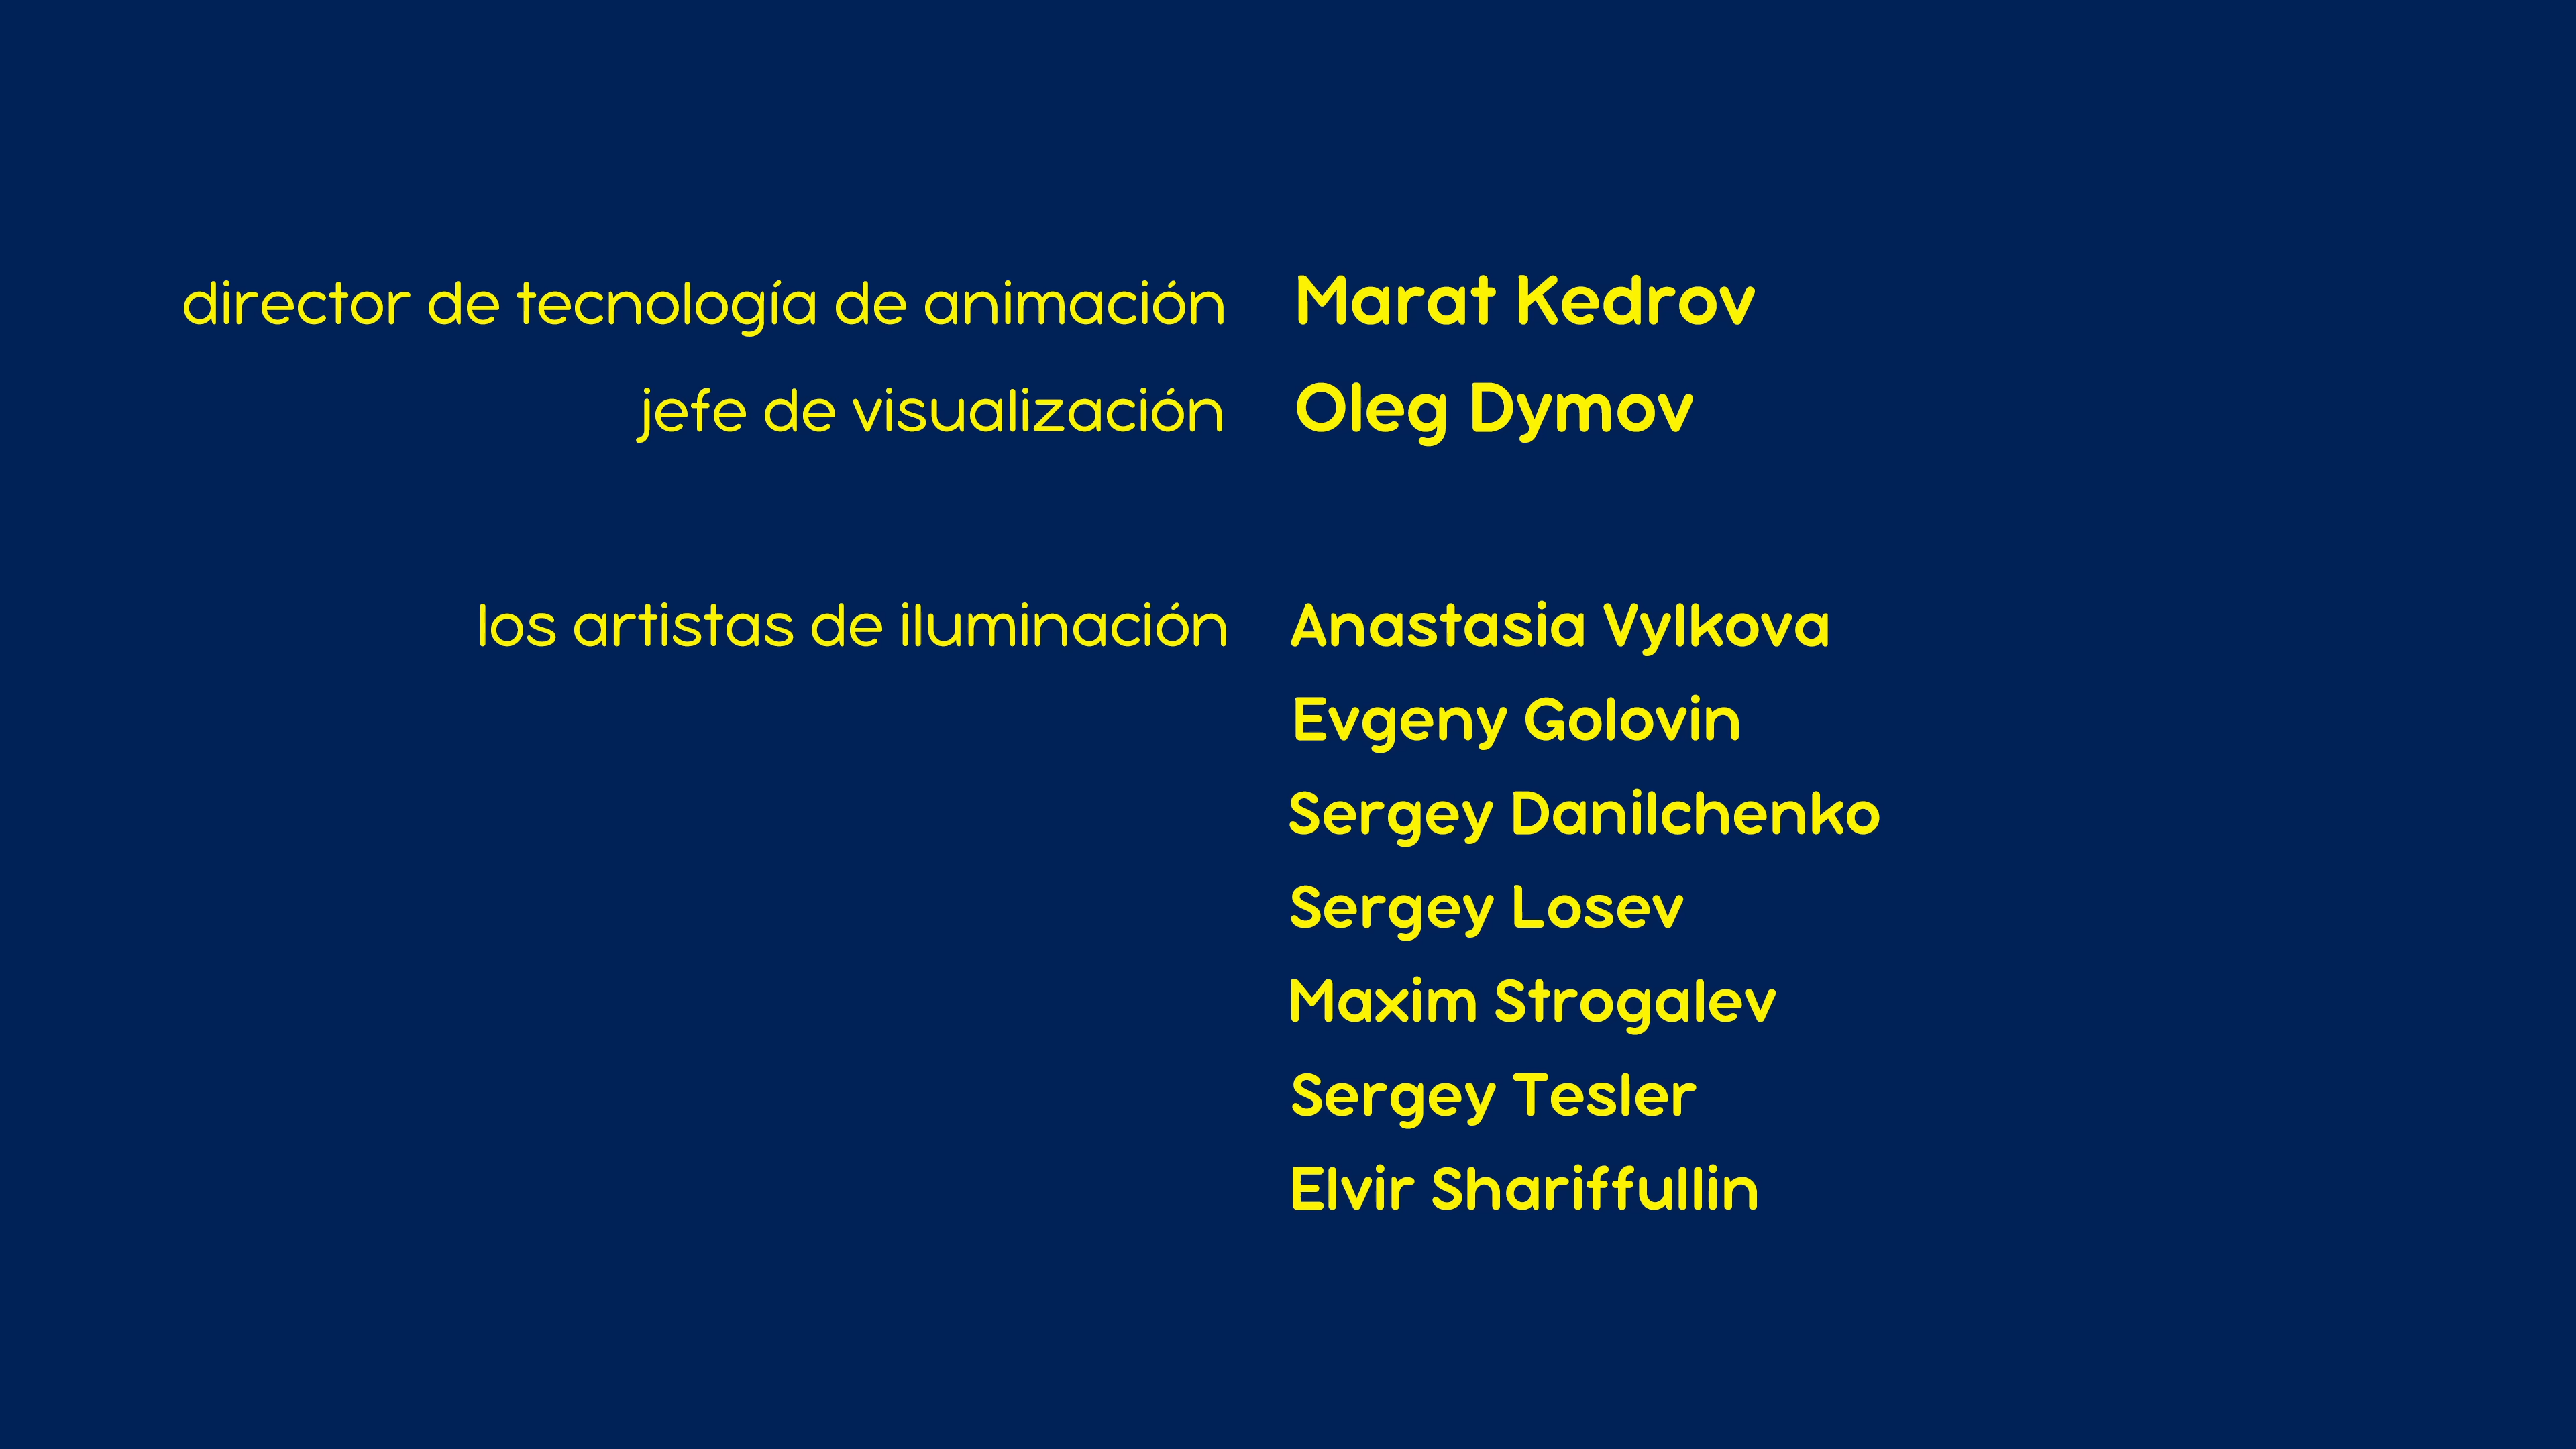 director de tecnología de animación Marat Kedrov
jefe de visualización Oleg Dymov
los artistas de iluminación Anastasia Vylkova
Evgeny Golovin
Sergey Danilchenko
Sergey Losev
Maxim Strogalev
Sergey Tesler
Elvir Shariffullin